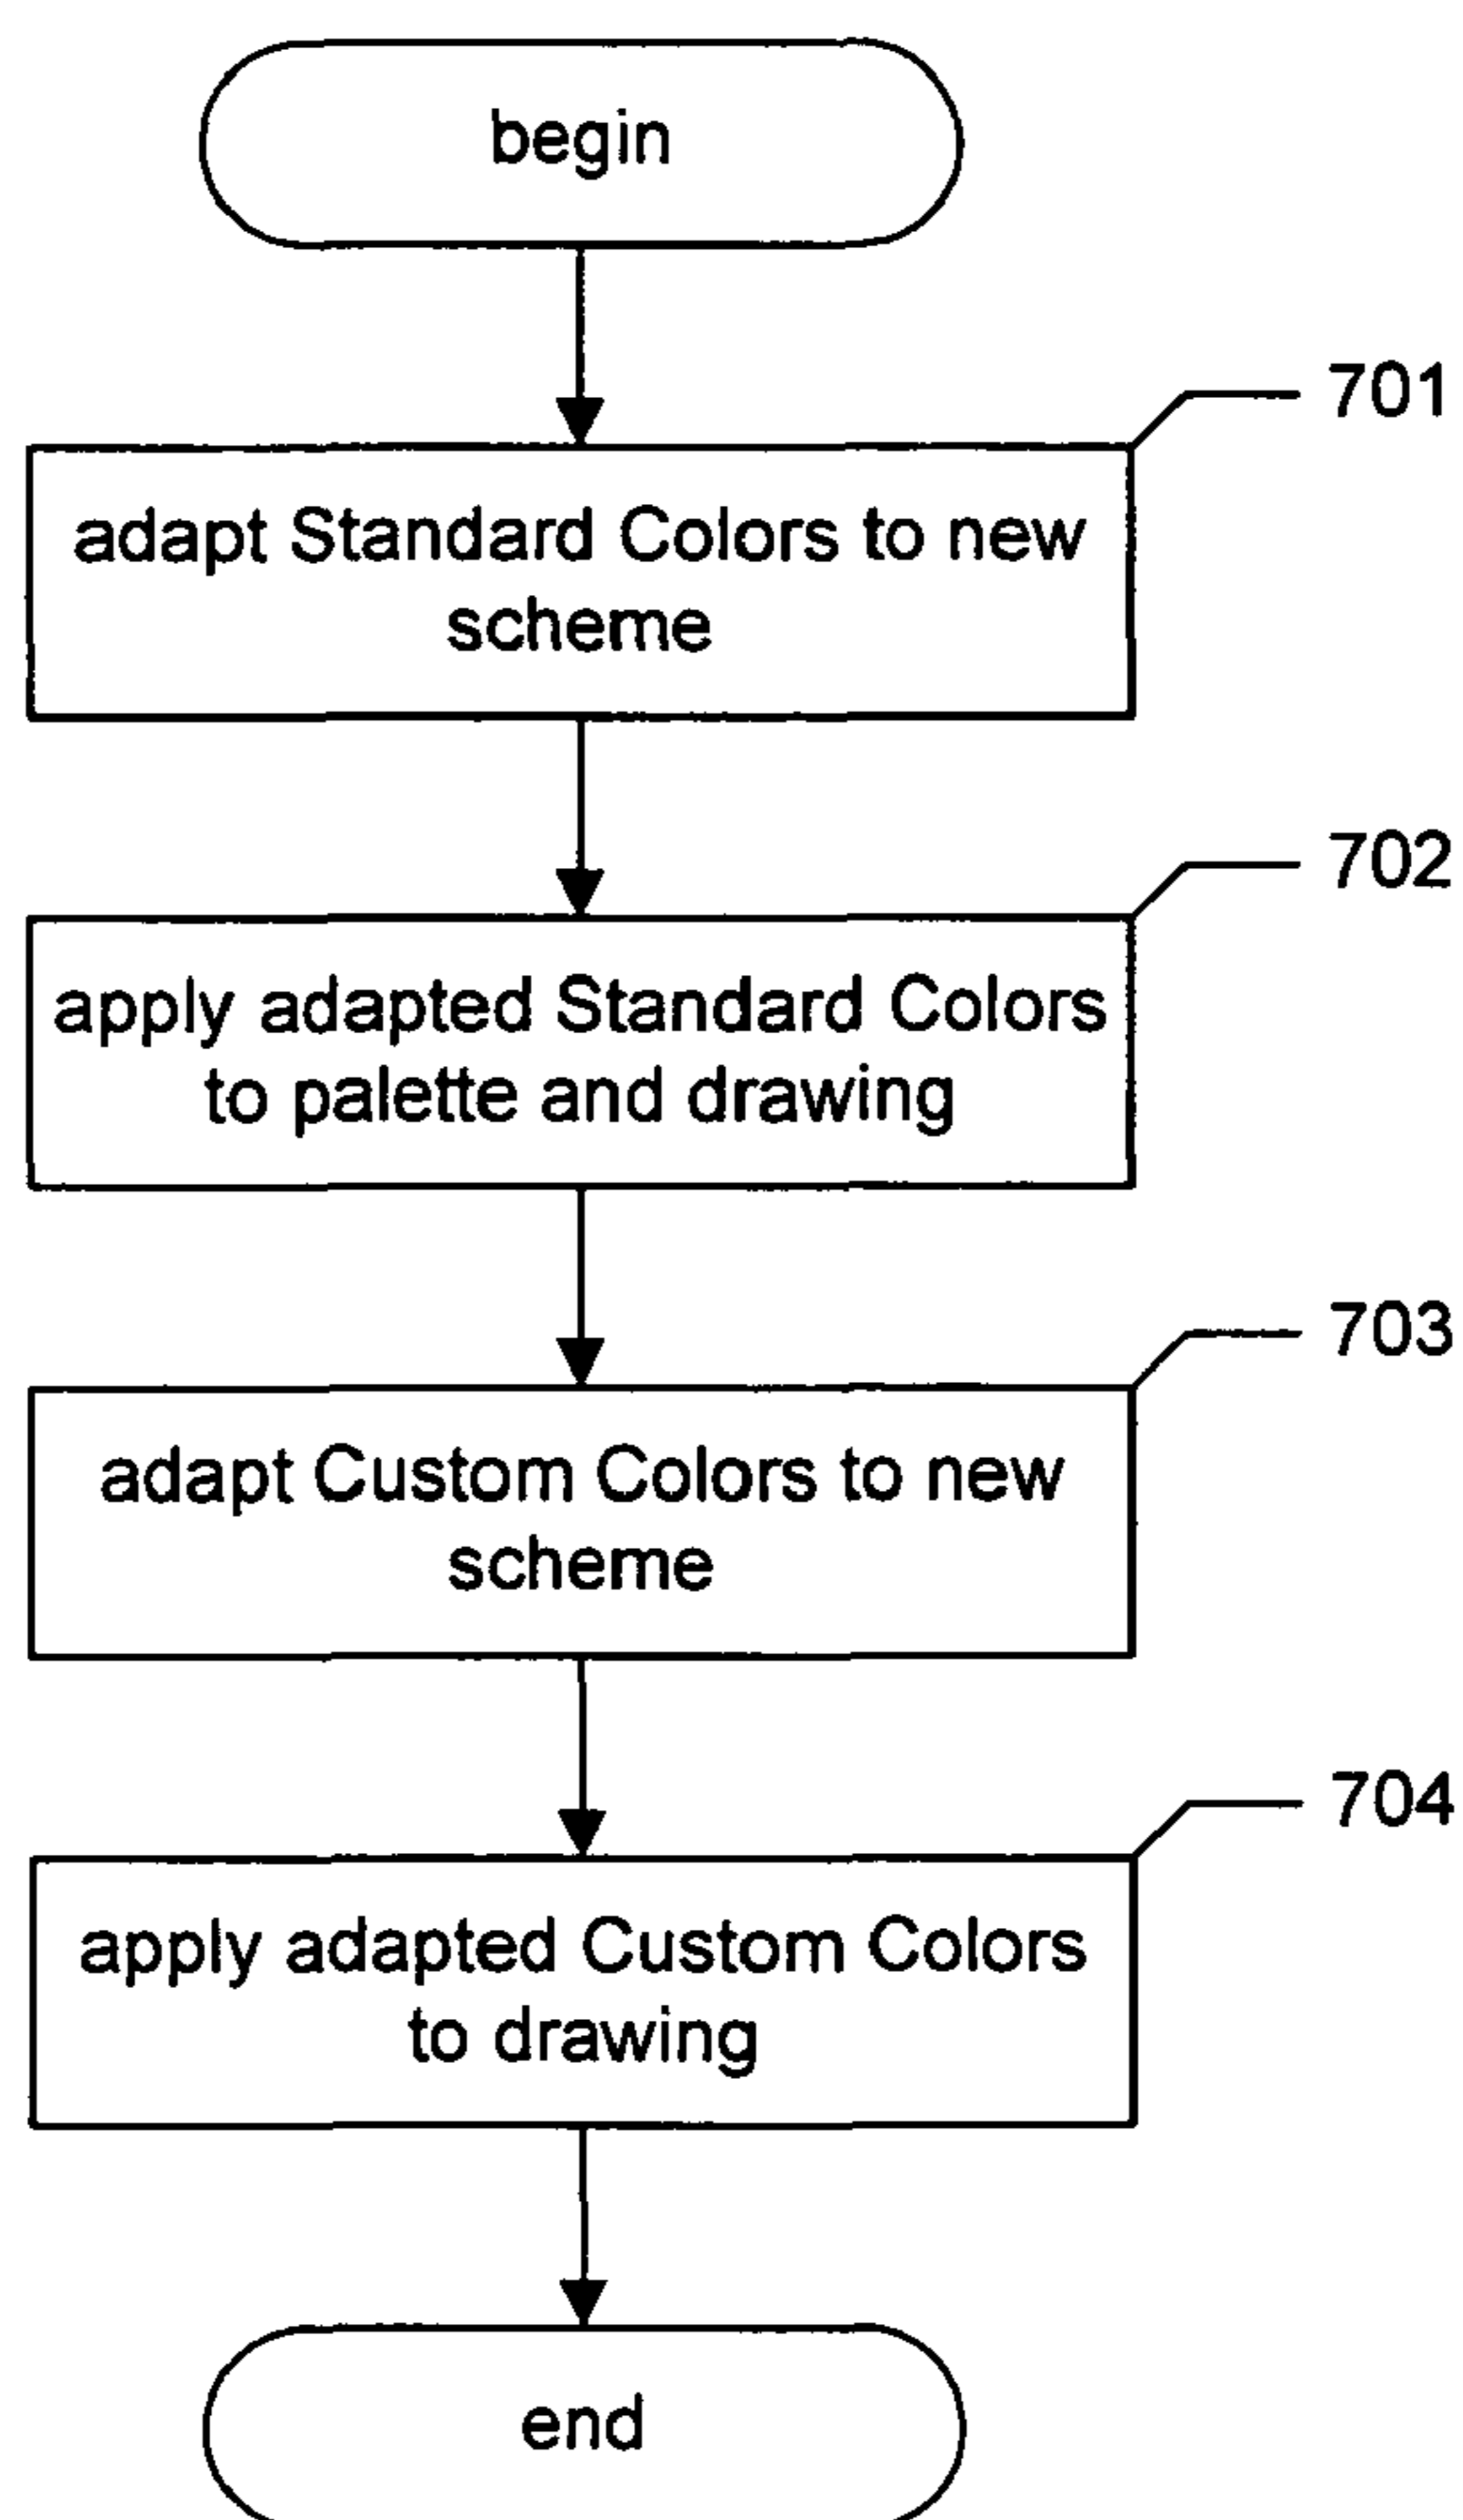 begin
701
adapt Standard Colors to new
scheme
702
apply adapted Standard Colors
to palette and drawing
703
adapt Custom Colors to new
scheme
704
apply adapted Custom Colors
to drawing
end